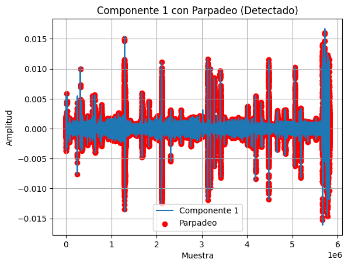 Componente 1 con Parpadeo (Detectado)
0.015
0.010
0.005
0.000
−0.005
−0.010
−0.015
Amplitud
Componente 1
Parpadeo
0
1
2
3
4
5
6
1e6
Muestra